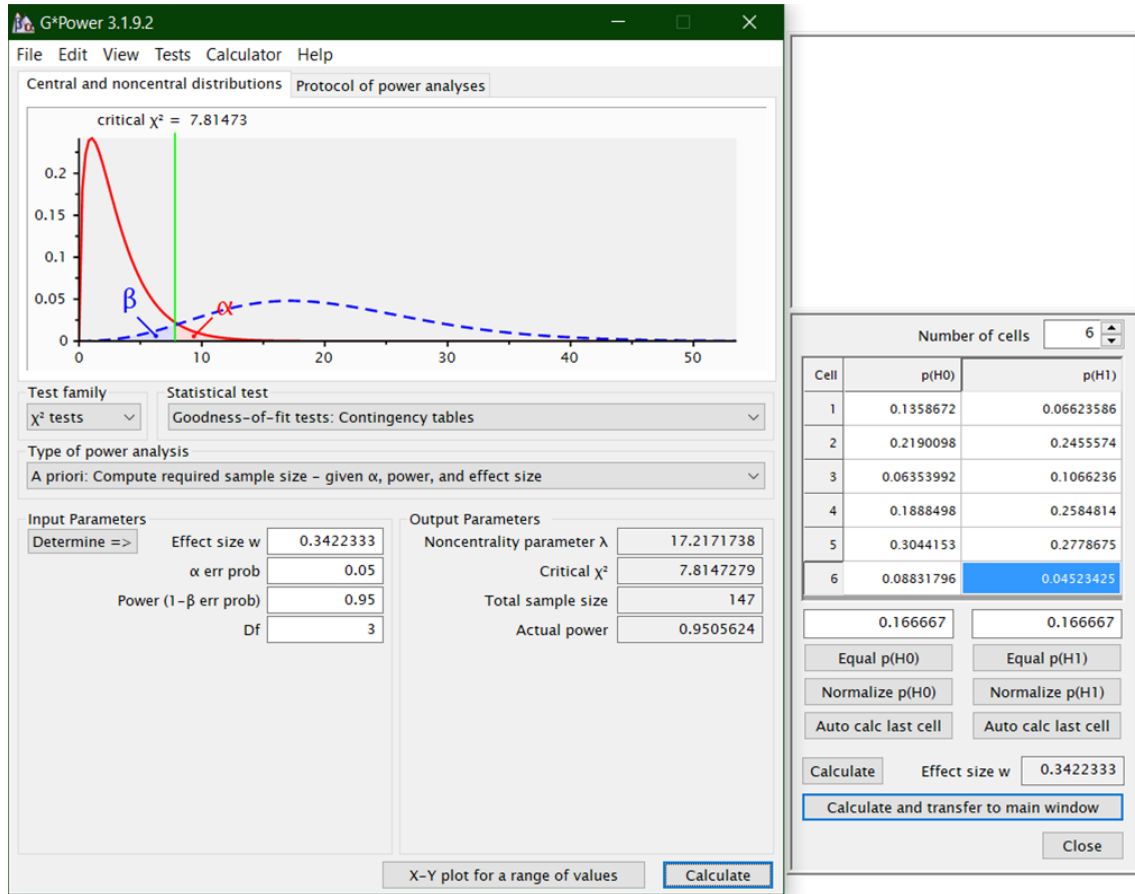 G*Power 3.1.9.2
File Edit View Tests Calculator Help
Central and noncentral distributions Protocol of power analyses
critical χ² = 7.81473
0.2
0.15
0.1
0.05
0
β
α
0 10 20 30 40 50
Test family Statistical test
χ² tests Goodness-of-fit tests: Contingency tables
Type of power analysis
A priori: Compute required sample size - given α, power, and effect size
Input Parameters
Determine => Effect size w 0.3422333
α err prob 0.05
Power (1-β err prob) 0.95
Df 3
Output Parameters
Noncentrality parameter λ 17.2171738
Critical χ² 7.8147279
Total sample size 147
Actual power 0.9505624
X-Y plot for a range of values Calculate
Number of cells 6
Cell p(H0) p(H1)
1 0.1358672 0.06623586
2 0.2190098 0.2455574
3 0.06353992 0.1066236
4 0.1888498 0.2584814
5 0.3044153 0.2778675
6 0.08831796 0.04523425
0.166667 0.166667
Equal p(H0) Equal p(H1)
Normalize p(H0) Normalize p(H1)
Auto calc last cell Auto calc last cell
Calculate Effect size w 0.3422333
Calculate and transfer to main window
Close